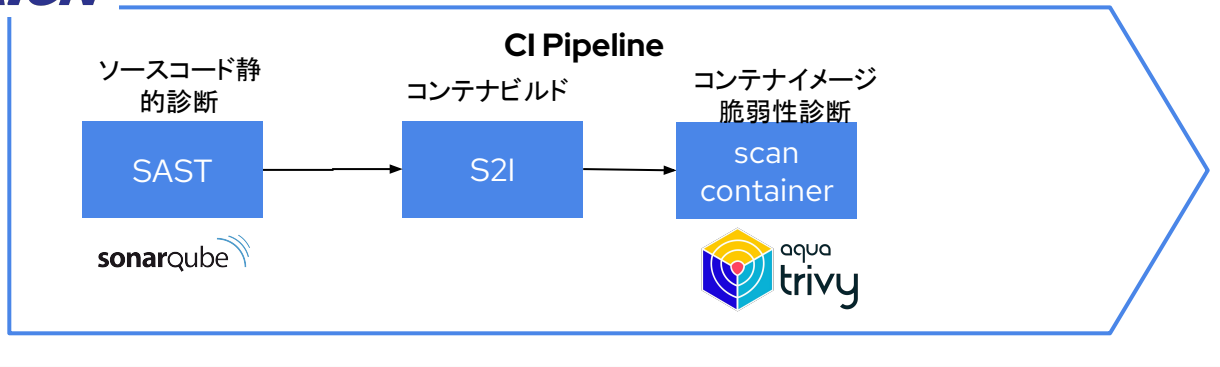 CI Pipeline
ソースコード静
的診断
コンテナビルド
コンテナイメージ
脆弱性診断
SAST
S2I
scan
container
sonarqube
aqua
trivy